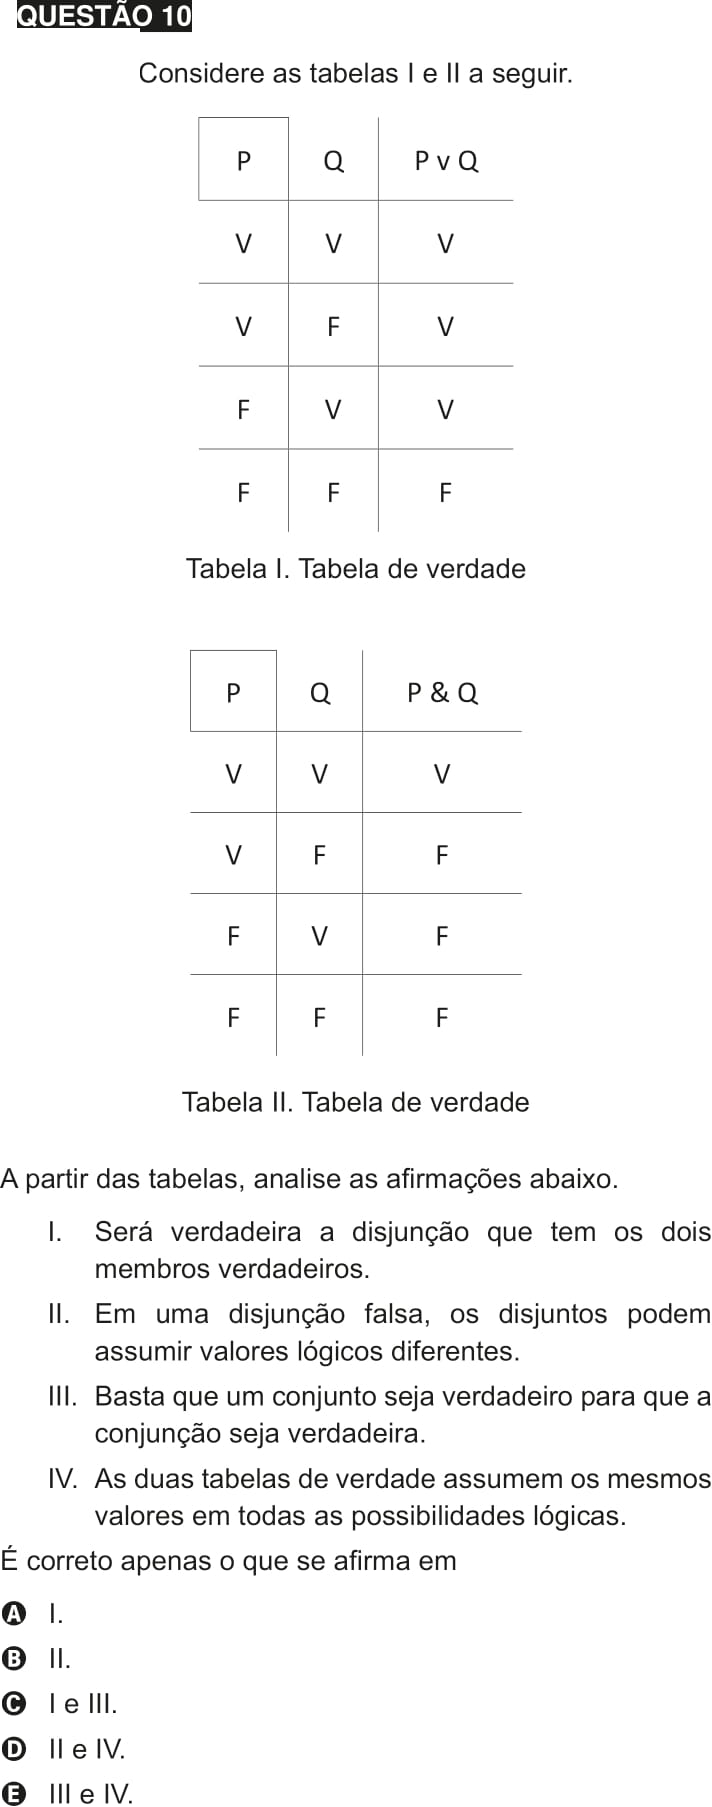 QUESTÃO 10
Considere as tabelas I e II a seguir.
P Q P v Q
V V V
V F V
F V V
F F F
Tabela I. Tabela de verdade
P Q P & Q
V V V
V F F
F V F
F F F
Tabela II. Tabela de verdade
A partir das tabelas, analise as afirmações abaixo.
I. Será verdadeira a disjunção que tem os dois
membros verdadeiros.
II. Em uma disjunção falsa, os disjuntos podem
assumir valores lógicos diferentes.
III. Basta que um conjunto seja verdadeiro para que a
conjunção seja verdadeira.
IV. As duas tabelas de verdade assumem os mesmos
valores em todas as possibilidades lógicas.
É correto apenas o que se afirma em
A I.
B II.
C I e III.
D II e IV.
E III e IV.